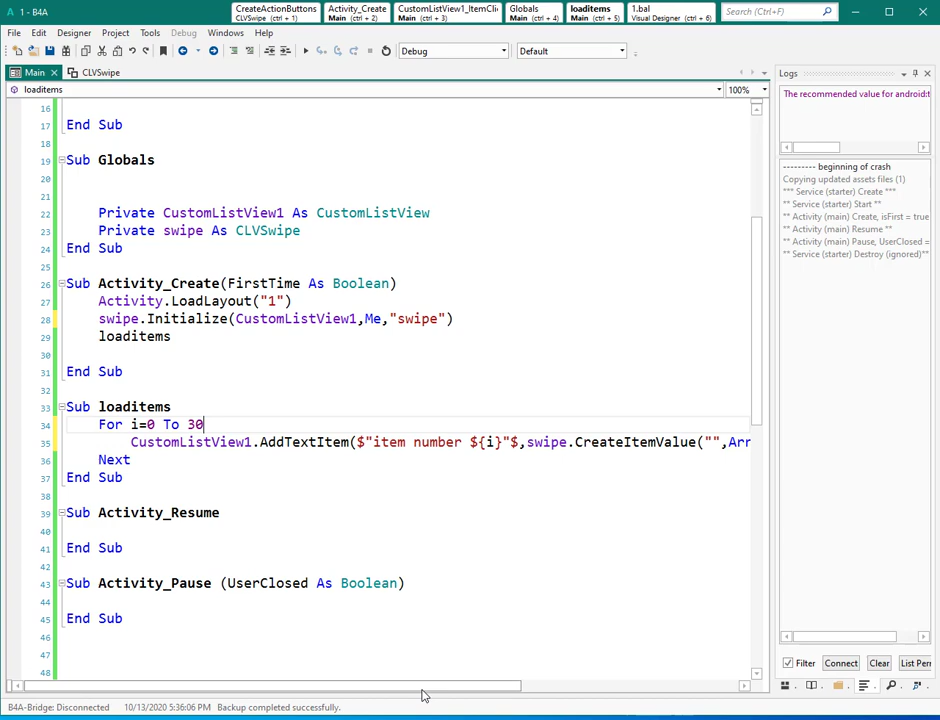 1 - B4A
CreateActionButtons
CLVSwipe (ctrl + 1)
Activity_Create
Main (ctrl + 2)
CustomListView1_ItemClic
Main (ctrl + 3)
Globals
Main (ctrl + 4)
loaditems
Main (ctrl + 5)
1.bal
Visual Designer (ctrl + 6)
Search (Ctrl+F)
File Edit Designer Project Tools Debug Windows Help
Debug
Default
Main
CLVSwipe
loaditems
100%
16
17 End Sub
18
19 Sub Globals
20
21
22 Private CustomListView1 As CustomListView
23 Private swipe As CLVSwipe
24 End Sub
25
26 Sub Activity_Create(FirstTime As Boolean)
27 Activity.LoadLayout("1")
28 swipe.Initialize(CustomListView1,Me,"swipe")
29 loaditems
30
31 End Sub
32
33 Sub loaditems
34 For i=0 To 30
35 CustomListView1.AddTextItem($"item number ${i}"$,swipe.CreateItemValue("",Arr
36 Next
37 End Sub
38
39 Sub Activity_Resume
40
41 End Sub
42
43 Sub Activity_Pause (UserClosed As Boolean)
44
45 End Sub
46
47
48
Logs
The recommended value for android:t
--------- beginning of crash
Copying updated assets files (1)
*** Service (starter) Create ***
** Service (starter) Start **
** Activity (main) Create, isFirst = true
** Activity (main) Resume **
** Activity (main) Pause, UserClosed =
** Service (starter) Destroy (ignored)**
Filter
Connect
Clear
List Perm
B4A-Bridge: Disconnected
10/13/2020 5:36:06 PM Backup completed successfully.